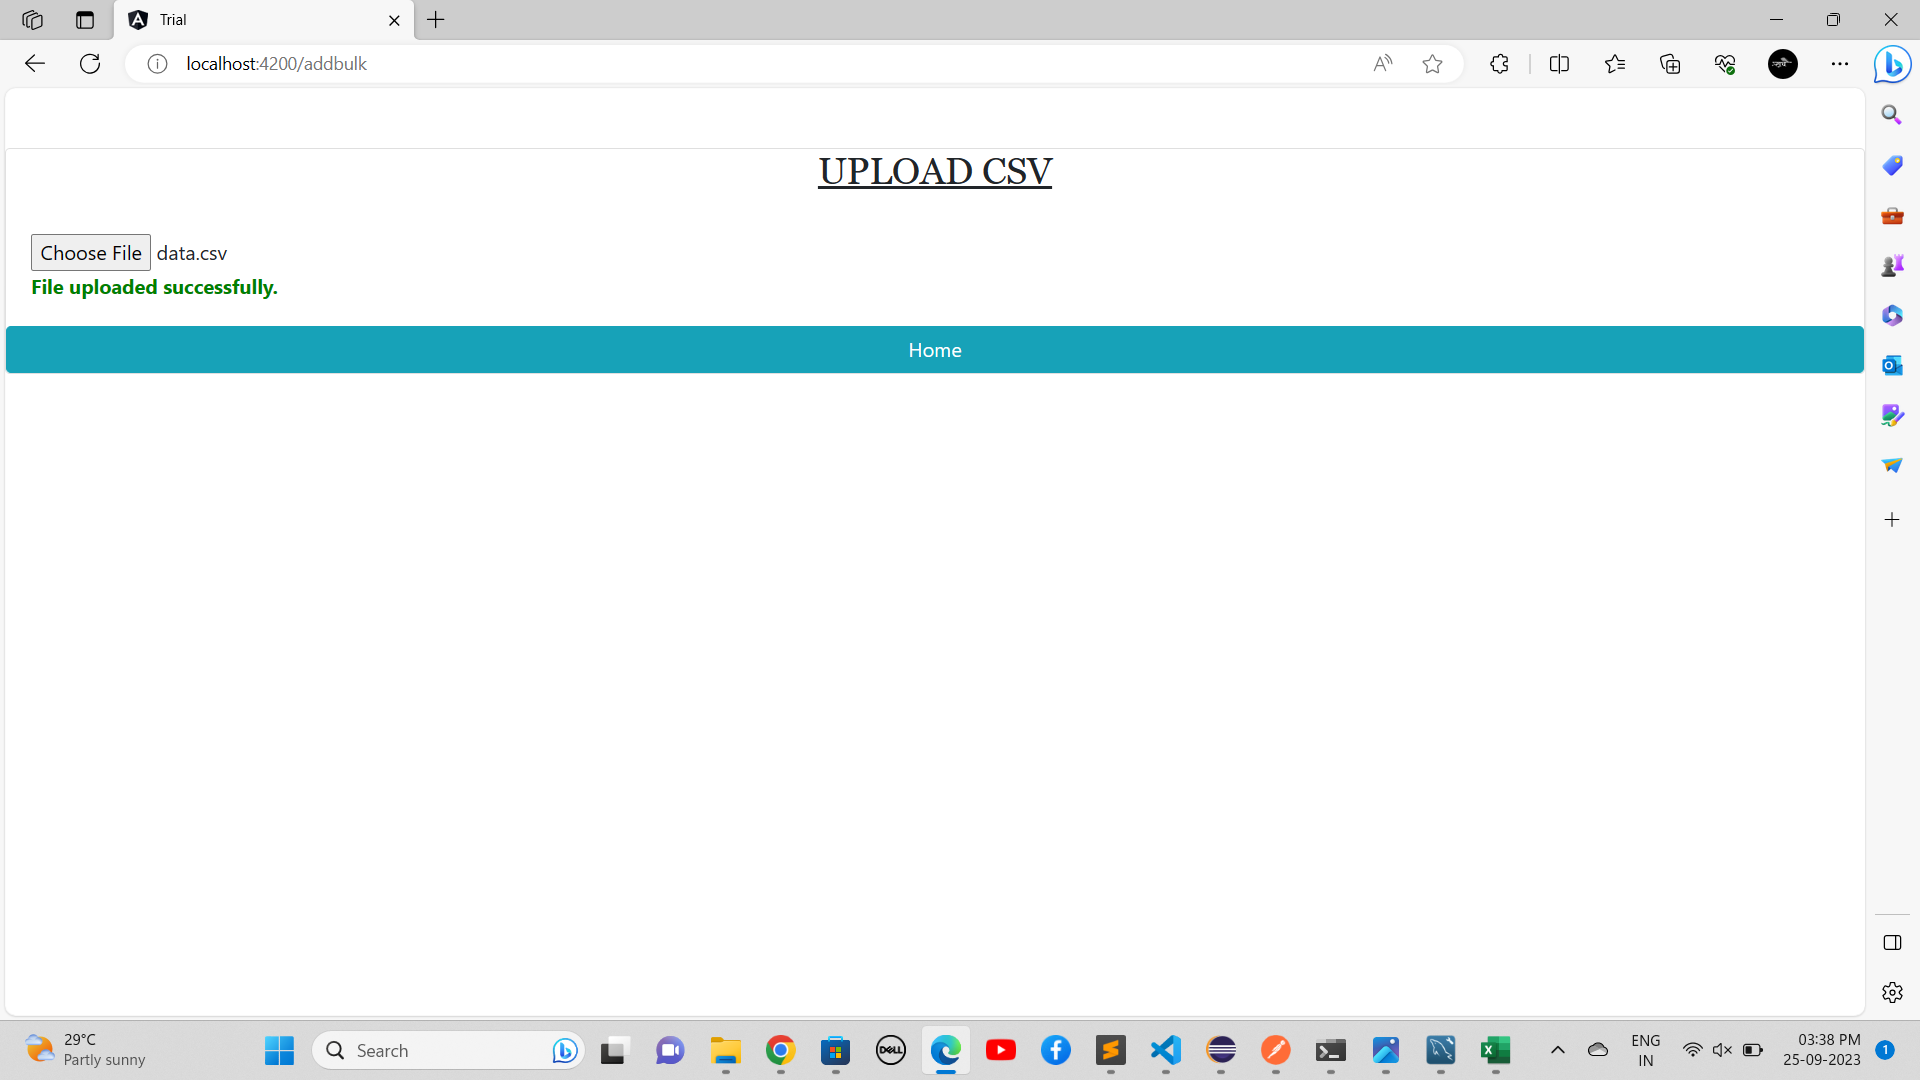 Trial
localhost:4200/addbulk
UPLOAD CSV
Choose File data.csv
File uploaded successfully.
Home
29°C
Partly sunny
Search
DELL
ENG
IN
03:38 PM
25-09-2023
1